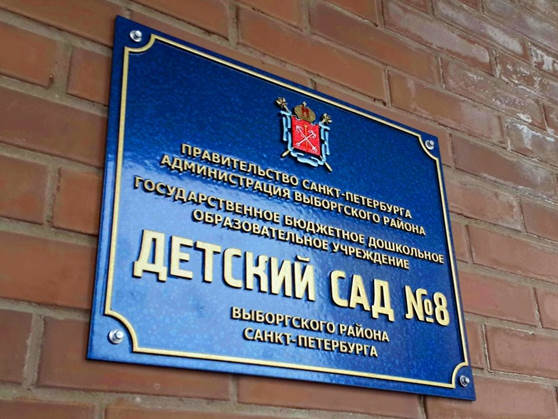 ПРАВИТЕЛЬСТВО САНКТ-ПЕТЕРБУРГА
АДМИНИСТРАЦИЯ ВЫБОРГСКОГО РАЙОНА
ГОСУДАРСТВЕННОЕ БЮДЖЕТНОЕ ДОШКОЛЬНОЕ
ОБРАЗОВАТЕЛЬНОЕ УЧРЕЖДЕНИЕ
ДЕТСКИЙ САД №8
ВЫБОРГСКОГО РАЙОНА
САНКТ-ПЕТЕРБУРГА